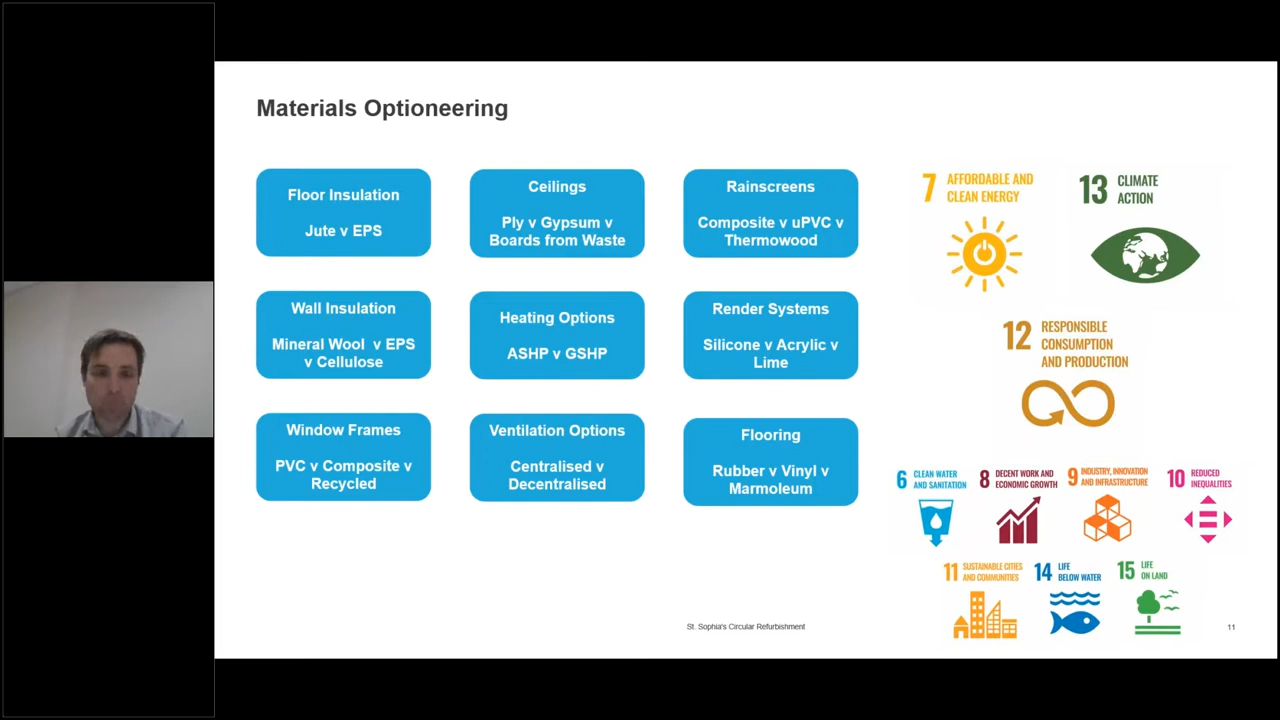 Materials Optioneering
Floor Insulation
Jute v EPS
Ceilings
Ply v Gypsum v
Boards from Waste
Rainscreens
Composite v uPVC v
Thermowood
Wall Insulation
Mineral Wool v EPS
v Cellulose
Heating Options
ASHP v GSHP
Render Systems
Silicone v Acrylic v
Lime
Window Frames
PVC v Composite v
Recycled
Ventilation Options
Centralised v
Decentralised
Flooring
Rubber v Vinyl v
Marmoleum
7 AFFORDABLE AND
CLEAN ENERGY
13 CLIMATE
ACTION
12 RESPONSIBLE
CONSUMPTION
AND PRODUCTION
6 CLEAN WATER
AND SANITATION
8 DECENT WORK AND
ECONOMIC GROWTH
9 INDUSTRY, INNOVATION
AND INFRASTRUCTURE
10 REDUCED
INEQUALITIES
11 SUSTAINABLE CITIES
AND COMMUNITIES
14 LIFE
BELOW WATER
15 LIFE
ON LAND
St. Sophia's Circular Refurbishment
11